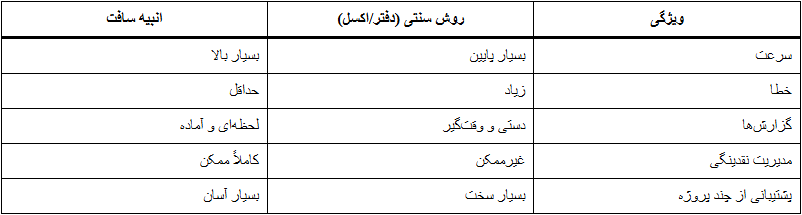 ویژگی	روش سنتی (دفتر/اکسل)	انبیه سافت
سرعت	بسیار پایین	بسیار بالا
خطا	زیاد	حداقل
گزارش‌ها	دستی و وقت‌گیر	لحظه‌ای و آماده
مدیریت نقدینگی	غیرممکن	کاملاً ممکن
پشتیبانی از چند پروژه	بسیار سخت	بسیار آسان